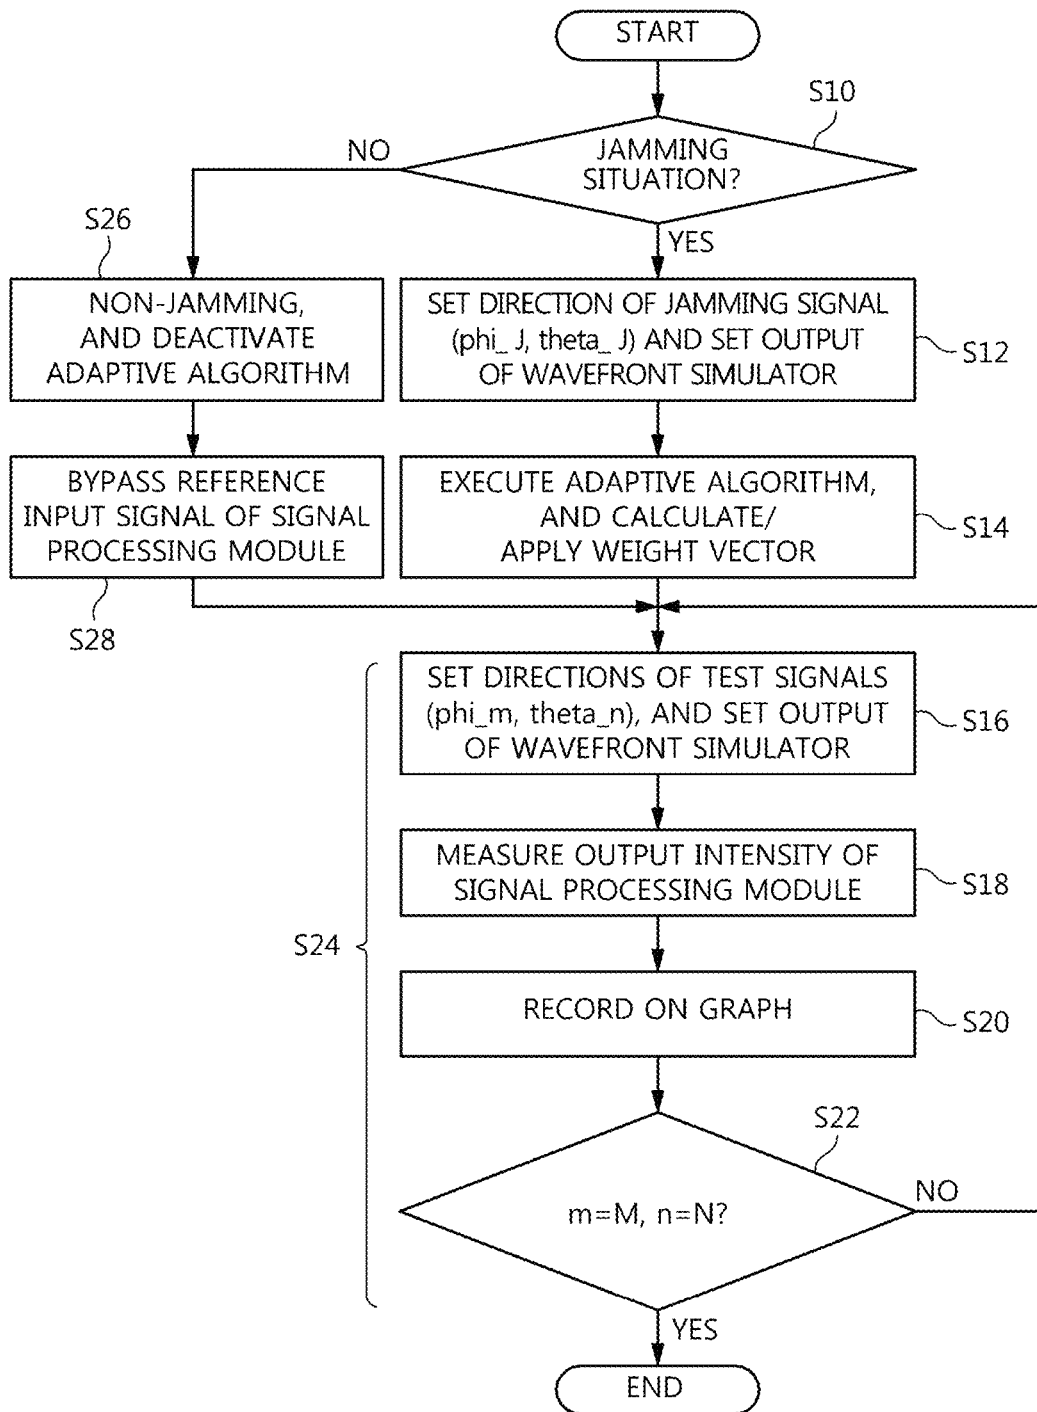 START
S10
JAMMING
SITUATION?
NO
YES
S26
NON-JAMMING,
AND DEACTIVATE
ADAPTIVE ALGORITHM
SET DIRECTION OF JAMMING SIGNAL
(phi_ J, theta_ J) AND SET OUTPUT
OF WAVEFRONT SIMULATOR
S12
BYPASS REFERENCE
INPUT SIGNAL OF SIGNAL
PROCESSING MODULE
S28
EXECUTE ADAPTIVE ALGORITHM,
AND CALCULATE/
APPLY WEIGHT VECTOR
S14
SET DIRECTIONS OF TEST SIGNALS
(phi_m, theta_n), AND SET OUTPUT
OF WAVEFRONT SIMULATOR
S16
MEASURE OUTPUT INTENSITY OF
SIGNAL PROCESSING MODULE
S18
S24
RECORD ON GRAPH
S20
S22
m=M, n=N?
NO
YES
END